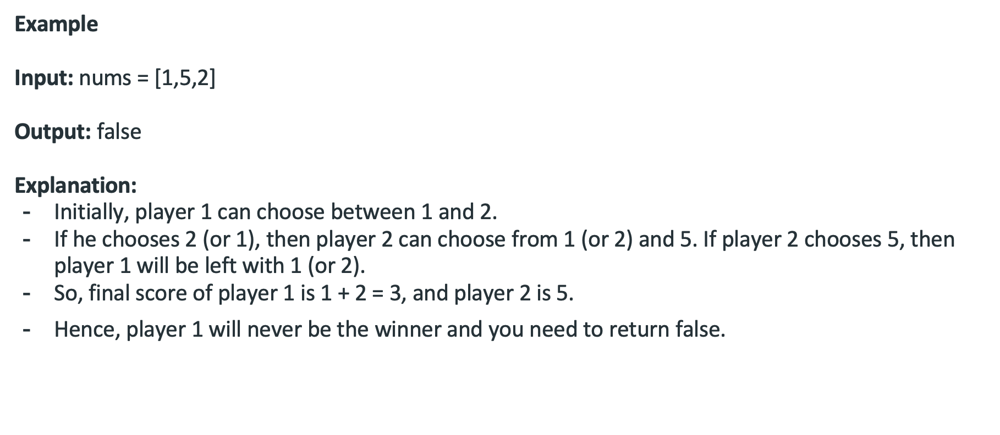 Example
Input: nums = [1,5,2]
Output: false
Explanation:
- Initially, player 1 can choose between 1 and 2.
- If he chooses 2 (or 1), then player 2 can choose from 1 (or 2) and 5. If player 2 chooses 5, then
player 1 will be left with 1 (or 2).
- So, final score of player 1 is 1 + 2 = 3, and player 2 is 5.
- Hence, player 1 will never be the winner and you need to return false.